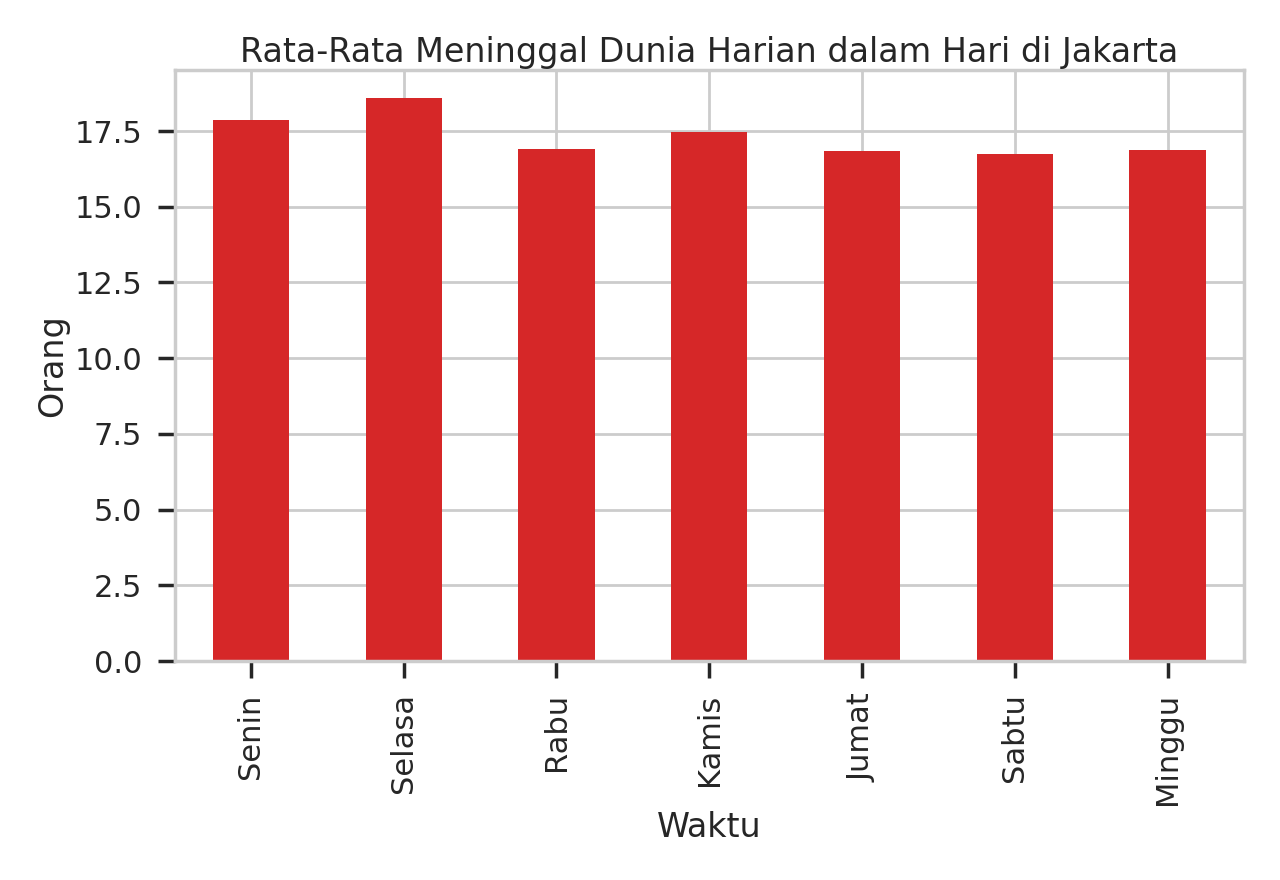 Rata-Rata Meninggal Dunia Harian dalam Hari di Jakarta
17.5
15.0
12.5
10.0
7.5
5.0
2.5
0.0
Orang
Senin
Selasa
Rabu
Kamis
Jumat
Sabtu
Minggu
Waktu